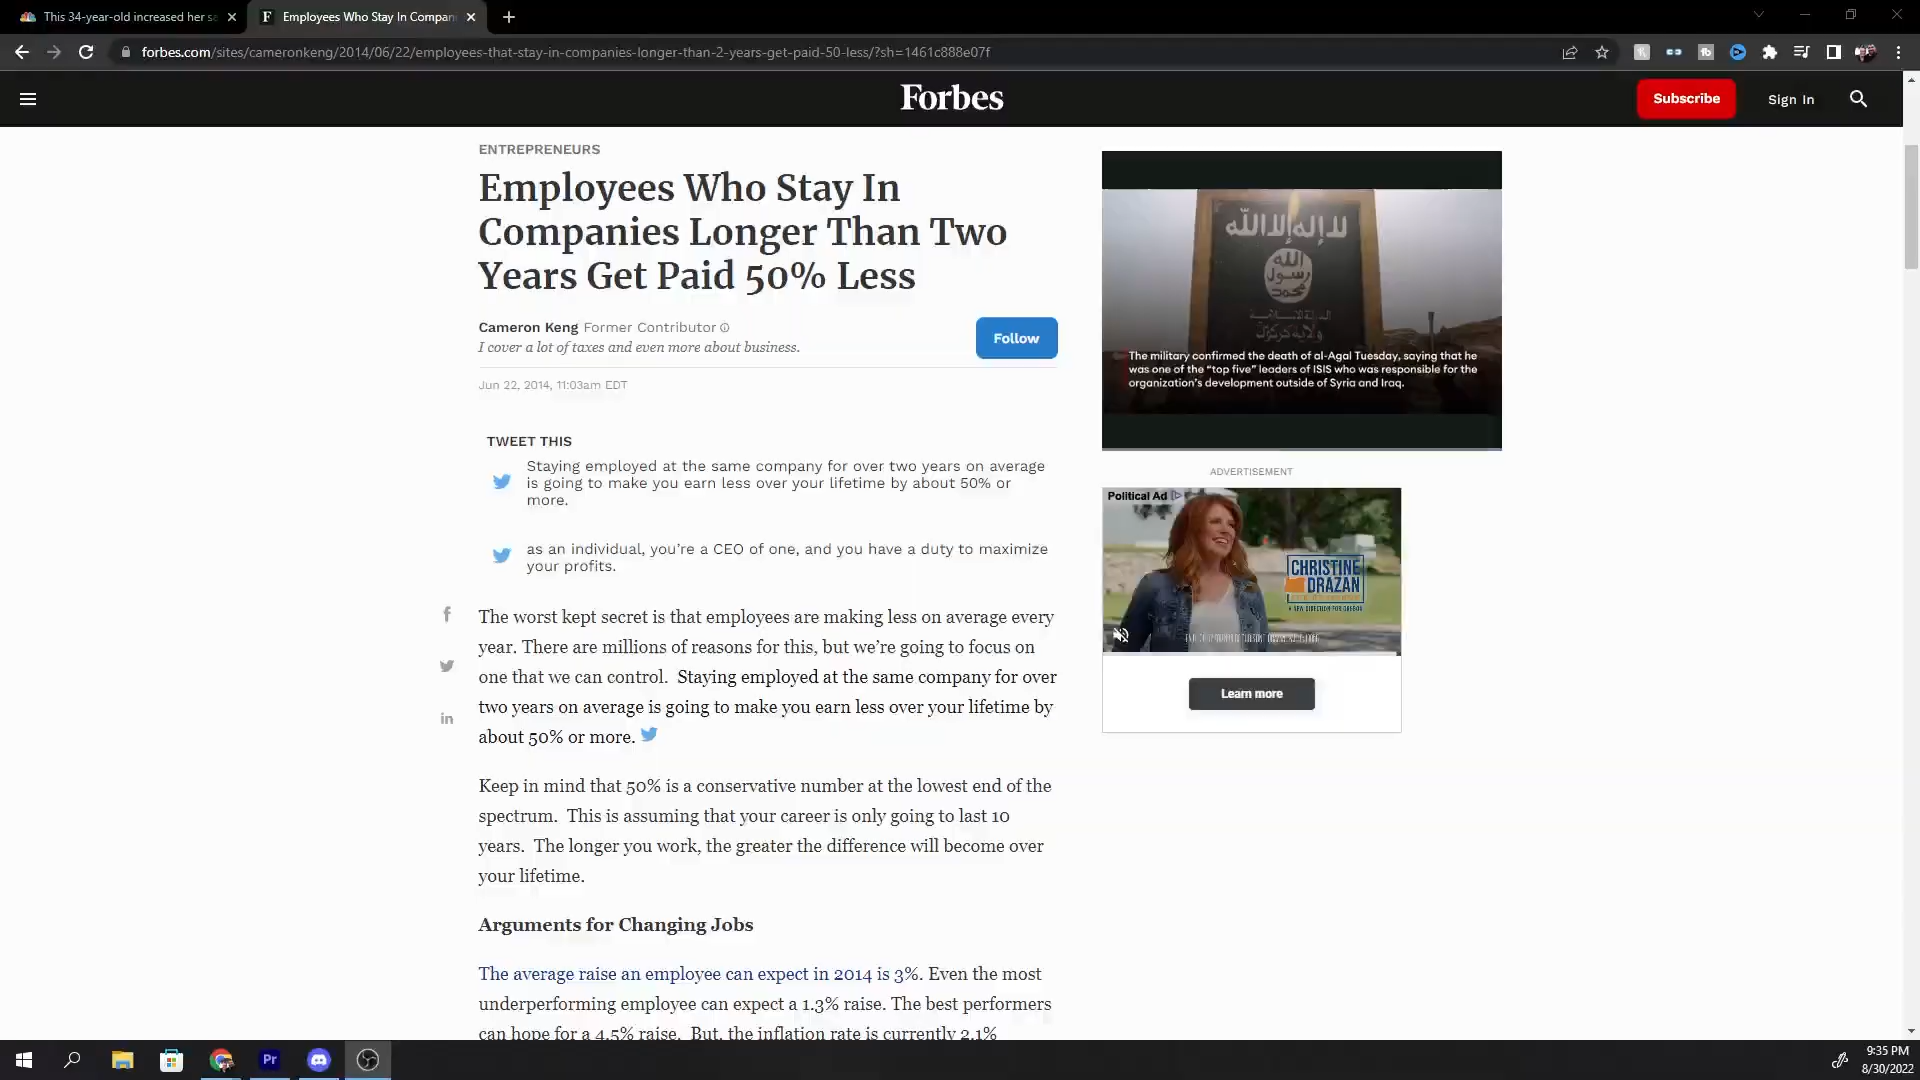 This 34-year-old increased her s
Employees Who Stay In Compan
forbes.com/sites/cameronkeng/2014/06/22/employees-that-stay-in-companies-longer-than-2-years-get-paid-50-less/?sh=1461c888e07f
Forbes
Subscribe
Sign In
ENTREPRENEURS
Employees Who Stay In
Companies Longer Than Two
Years Get Paid 50% Less
Cameron Keng Former Contributor
I cover a lot of taxes and even more about business.
Follow
Jun 22, 2014, 11:03am EDT
TWEET THIS
Staying employed at the same company for over two years on average
is going to make you earn less over your lifetime by about 50% or
more.
as an individual, you're a CEO of one, and you have a duty to maximize
your profits.
The worst kept secret is that employees are making less on average every
year. There are millions of reasons for this, but we're going to focus on
one that we can control. Staying employed at the same company for over
two years on average is going to make you earn less over your lifetime by
about 50% or more.
Keep in mind that 50% is a conservative number at the lowest end of the
spectrum. This is assuming that your career is only going to last 10
years. The longer you work, the greater the difference will become over
your lifetime.
Arguments for Changing Jobs
The average raise an employee can expect in 2014 is 3%. Even the most
underperforming employee can expect a 1.3% raise. The best performers
can hope for a 4.5% raise. But, the inflation rate is currently 2.1%
لا إله إلا الله
الله
رسول
محمد
The military confirmed the death of al-Agal Tuesday, saying that he
was one of the "top five" leaders of ISIS who was responsible for the
organization's development outside of Syria and Iraq.
ADVERTISEMENT
Political Ad
CHRISTINE
DRAZAN
A NEW DIRECTION FOR OREGON
Learn more
Pr
9:35 PM
8/30/2022